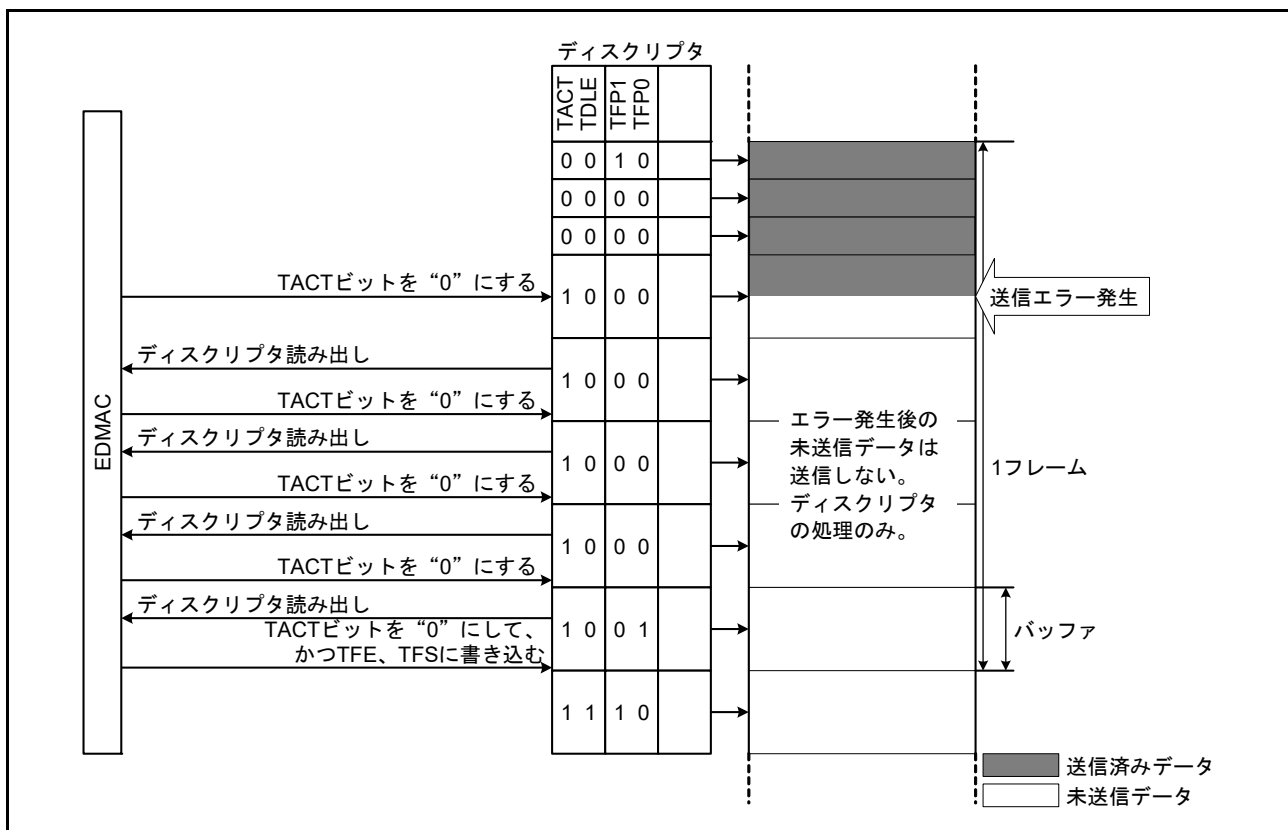 ディスクリプタ
TACT
TDLE
TFP1
TFP0
0 0 1 0
0 0 0 0
0 0 0 0
TACTビットを“0”にする
1 0 0 0
送信エラー発生
ディスクリプタ読み出し
1 0 0 0
TACTビットを“0”にする
ディスクリプタ読み出し
1 0 0 0
TACTビットを“0”にする
ディスクリプタ読み出し
1 0 0 0
TACTビットを“0”にする
ディスクリプタ読み出し
TACTビットを“0”にして、
かつTFE、TFSに書き込む
1 0 0 1
1 1 1 0
EDMAC
エラー発生後の
未送信データは
送信しない。
ディスクリプタ
の処理のみ。
1フレーム
バッファ
送信済みデータ
未送信データ